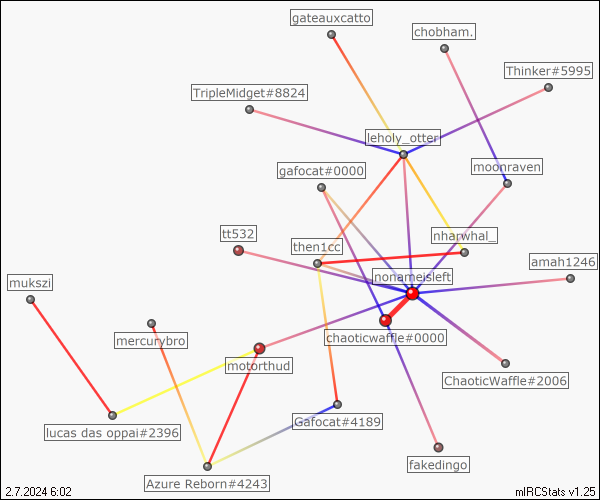 gateauxcatto
chobham.
Thinker#5995
TripleMidget#8824
leholy_otter
gafocat#0000
moonraven
tt532
nharwhal_
then1cc
amah1246
nonameisleft
mukszi
chaoticwaffle#0000
mercurybro
motorthud
ChaoticWaffle#2006
Gafocat#4189
lucas das oppai#2396
fakedingo
Azure Reborn#4243
2.7.2024 6:02
mIRCStats v1.25